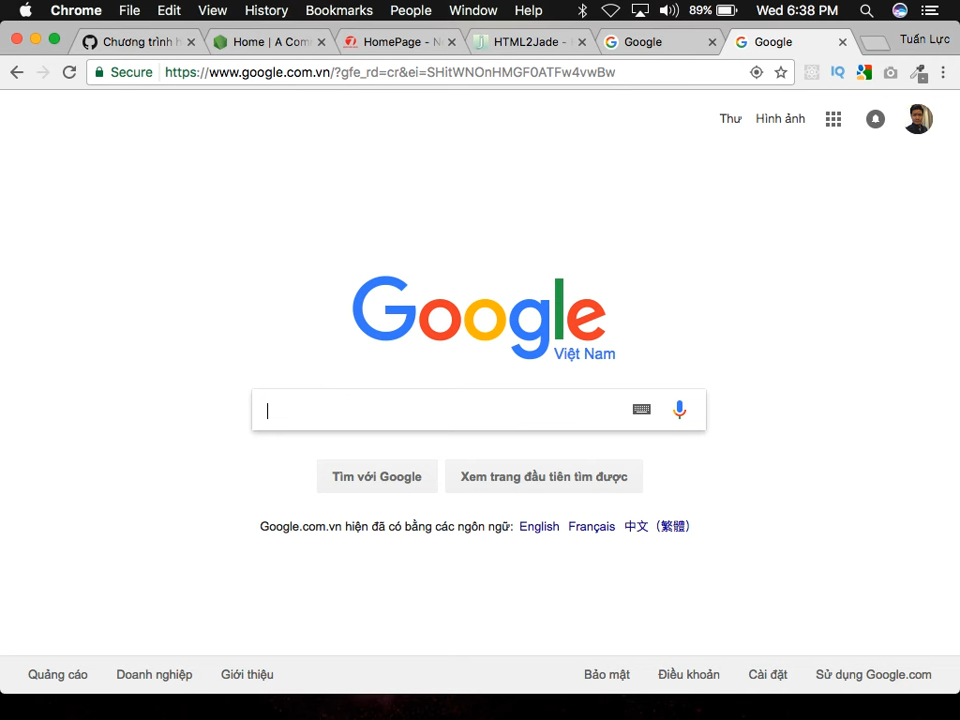 Chrome File Edit View History Bookmarks People Window Help 89% Wed 6:38 PM
Chương trình h Home | A Com HomePage - N HTML2Jade - Google Google Tuấn Lực
Secure https://www.google.com.vn/?gfe_rd=cr&ei=SHitWNOnHMGF0ATFw4vwBw IQ
Thư Hình ảnh
Google
Việt Nam
Tìm với Google Xem trang đầu tiên tìm được
Google.com.vn hiện đã có bằng các ngôn ngữ: English Français 中文（繁體）
Quảng cáo Doanh nghiệp Giới thiệu Bảo mật Điều khoản Cài đặt Sử dụng Google.com